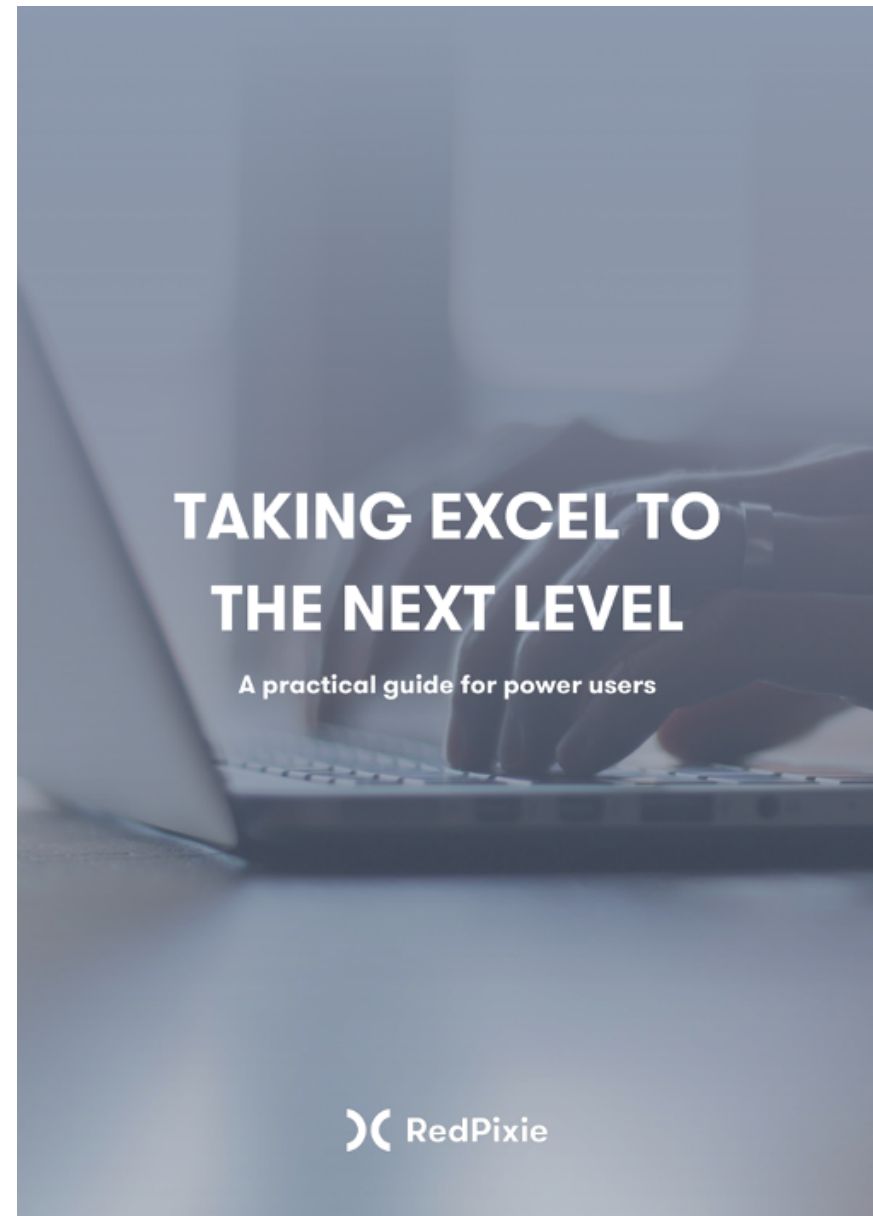 TAKING EXCEL TO
THE NEXT LEVEL
A practical guide for power users
RedPixie